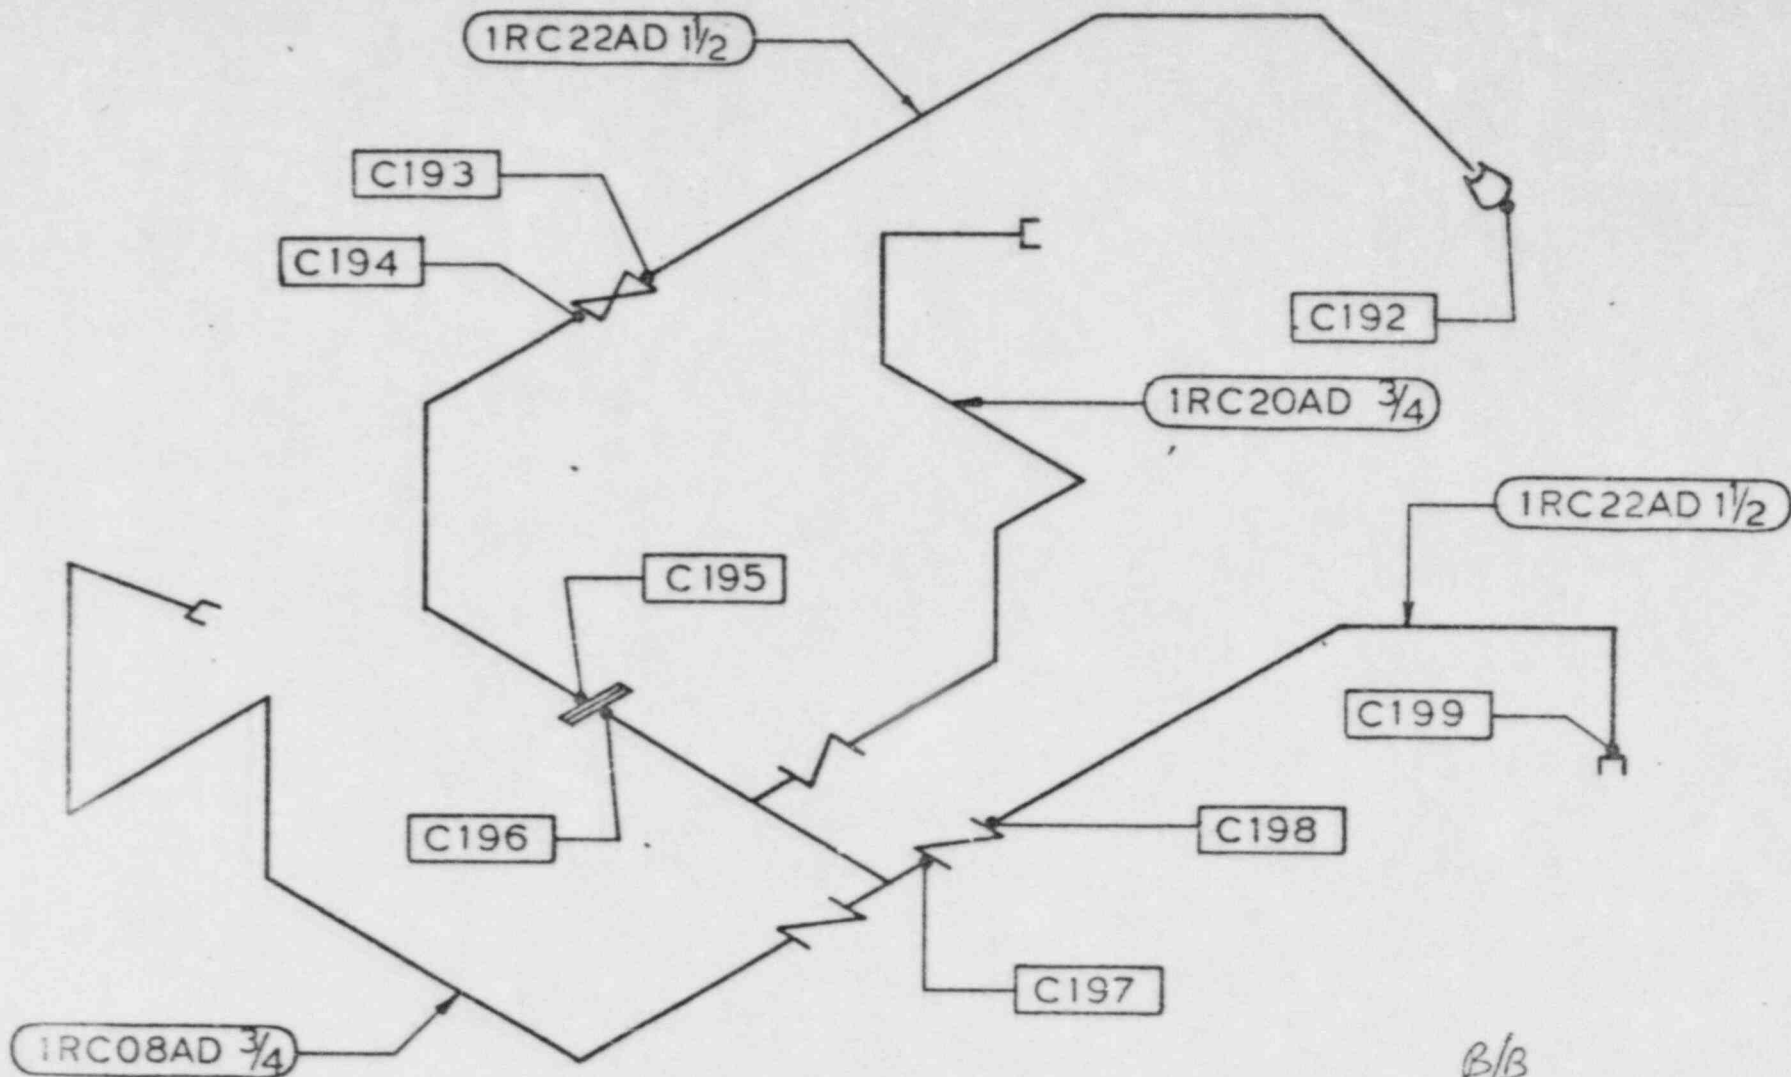 1RC22AD 1½
C193
C194
C192
1RC20AD ¾
1RC22AD 1½
C195
C199
C196
C198
C197
1RC08AD ¾
B/B